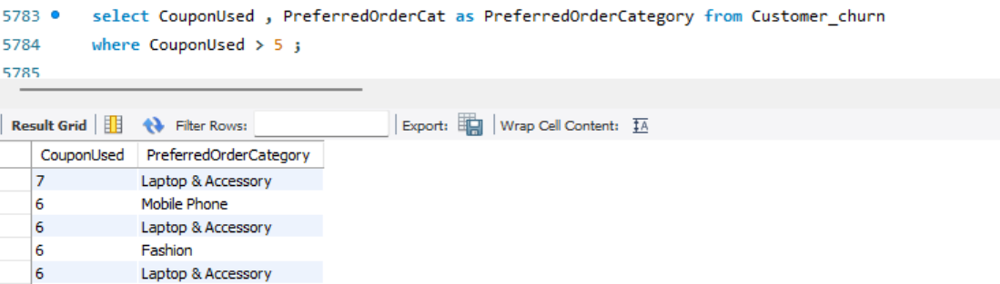 5783 select CouponUsed , PreferredOrderCat as PreferredOrderCategory from Customer_churn
5784 where CouponUsed > 5 ;
5785
Result Grid Filter Rows: Export: Wrap Cell Content: IA
CouponUsed PreferredOrderCategory
7 Laptop & Accessory
6 Mobile Phone
6 Laptop & Accessory
6 Fashion
6 Laptop & Accessory